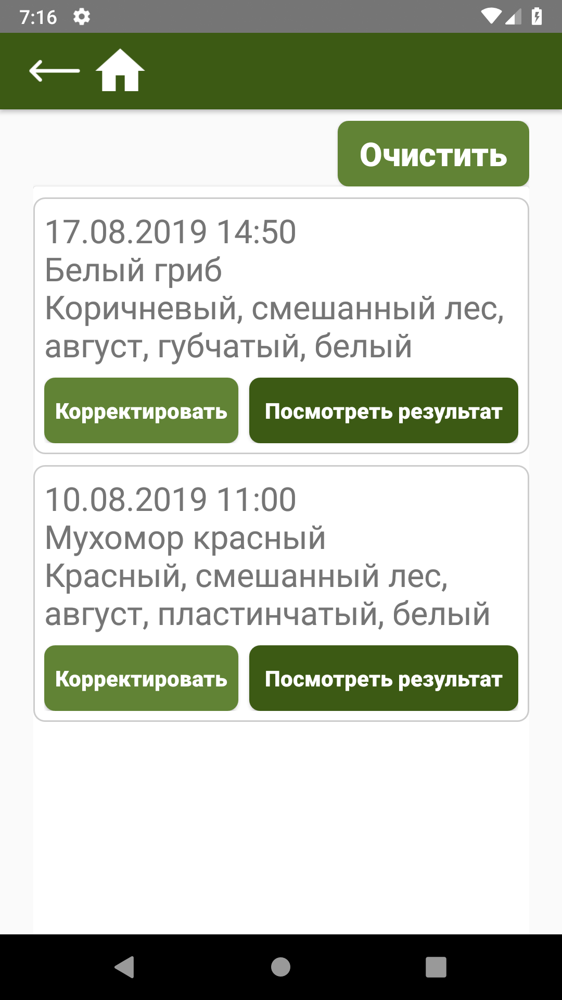 7:16
Очистить
17.08.2019 14:50
Белый гриб
Коричневый, смешанный лес,
август, губчатый, белый
Корректировать Посмотреть результат
10.08.2019 11:00
Мухомор красный
Красный, смешанный лес,
август, пластинчатый, белый
Корректировать Посмотреть результат